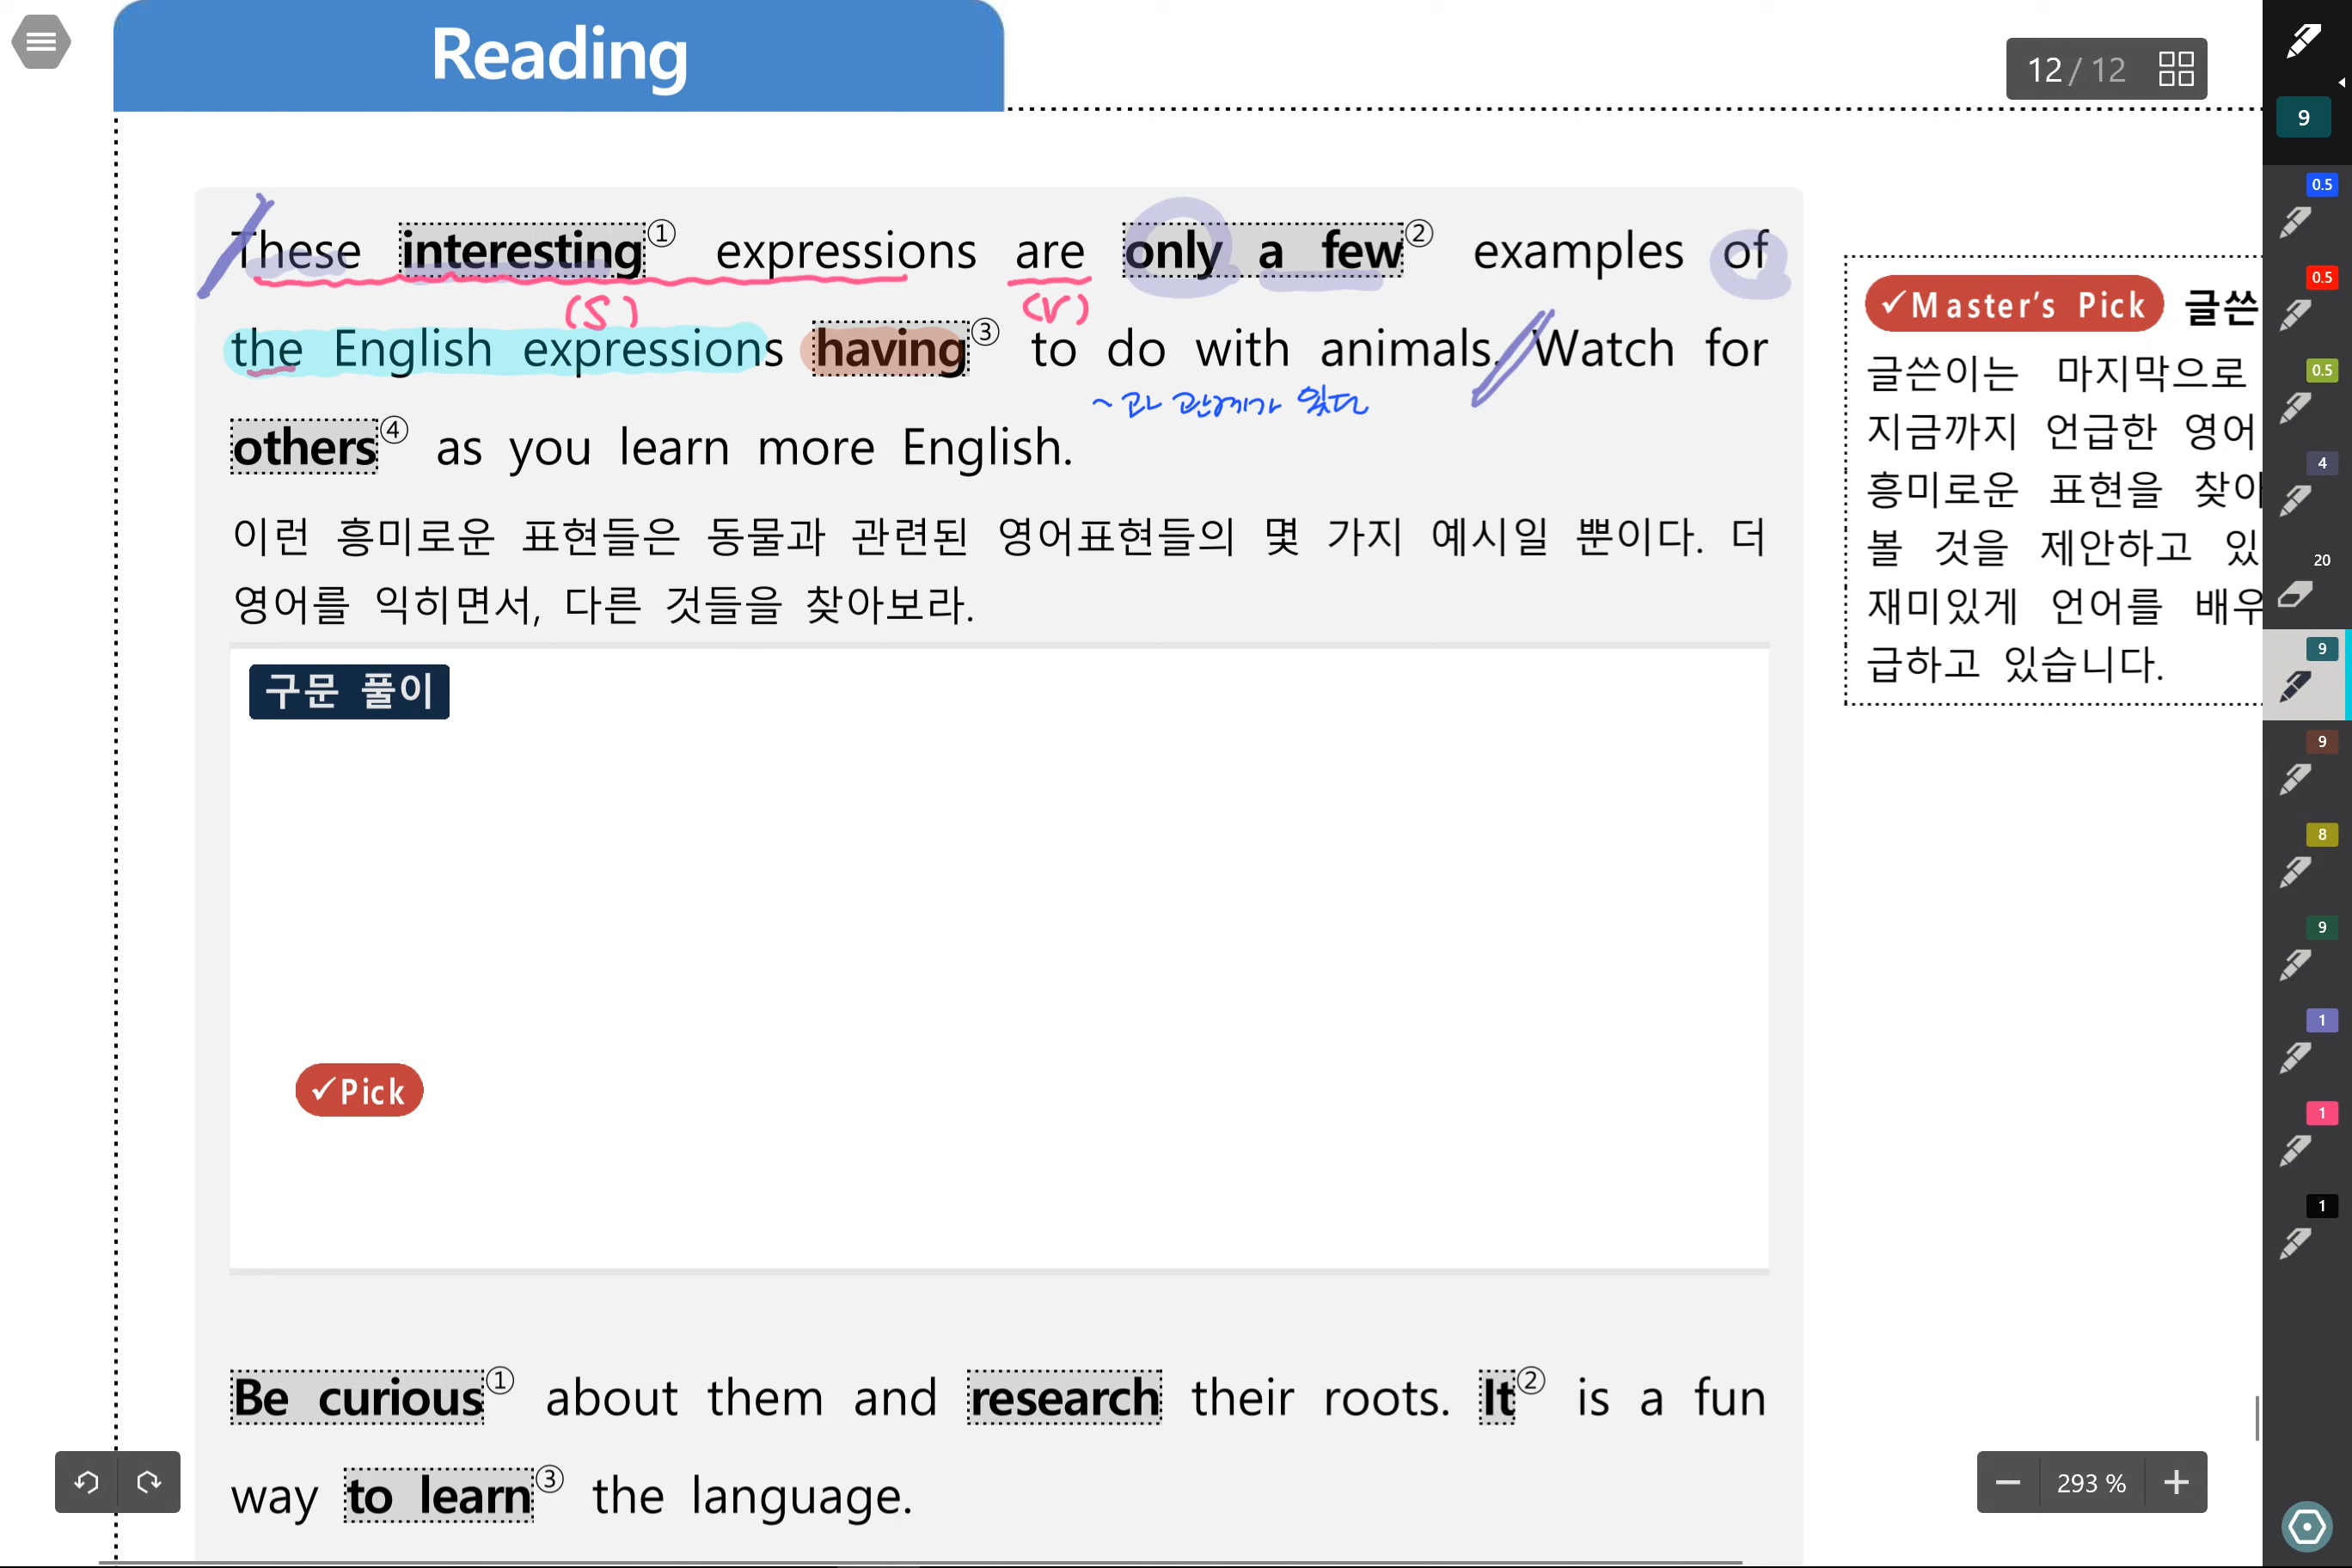 Reading
12 / 12
9
These interesting① expressions are only a few② examples of
(S) (V)
the English expressions having③ to do with animals. Watch for
~과 관계가 있다
others④ as you learn more English.
이런 흥미로운 표현들은 동물과 관련된 영어표현들의 몇 가지 예시일 뿐이다. 더
영어를 익히면서, 다른 것들을 찾아보라.
구문 풀이
✓Pick
Be curious① about them and research their roots. It② is a fun
way to learn③ the language.
✓Master's Pick 글쓴
글쓴이는 마지막으로
지금까지 언급한 영어
흥미로운 표현을 찾아
볼 것을 제안하고 있
재미있게 언어를 배우
급하고 있습니다.
0.5
0.5
0.5
4
20
9
9
8
9
1
1
1
293 %